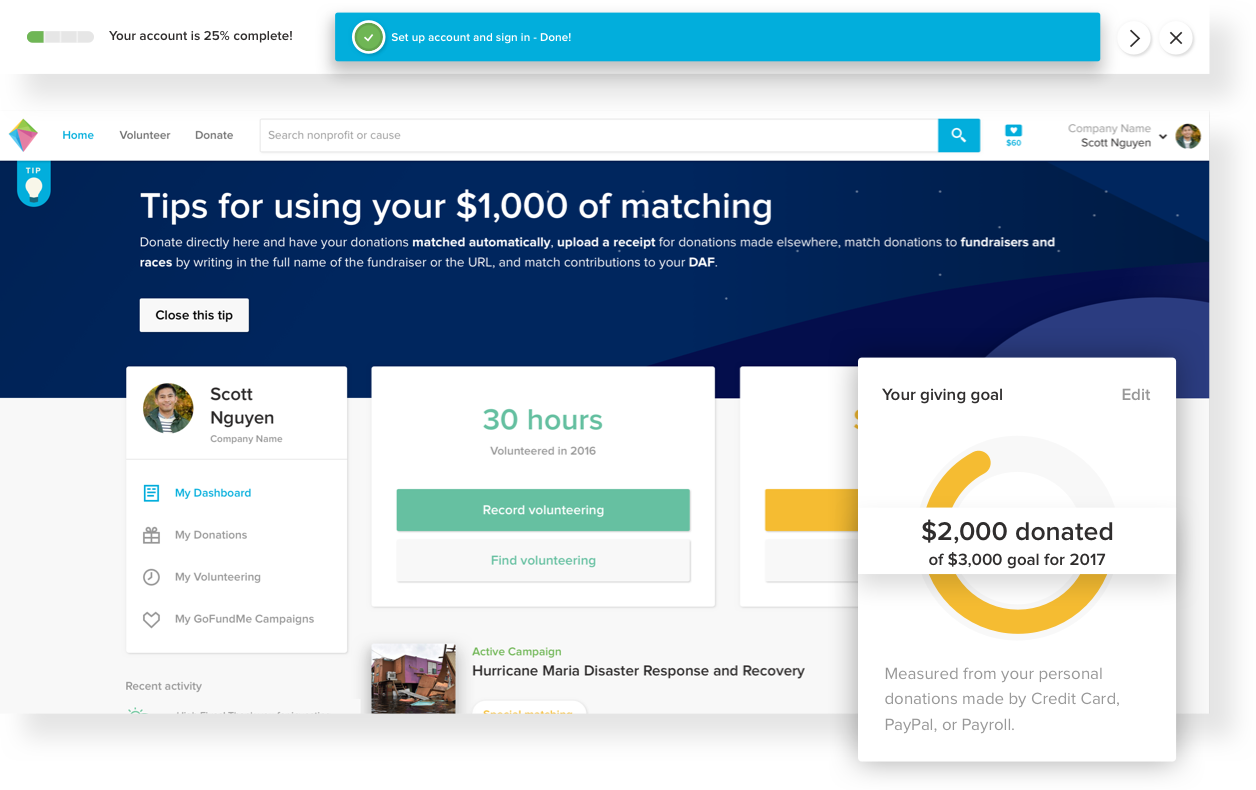 Your account is 25% complete!
Set up account and sign in - Done!
Home
Volunteer
Donate
Search nonprofit or cause
$60
Company Name
Scott Nguyen
TIP
Tips for using your $1,000 of matching
Donate directly here and have your donations matched automatically, upload a receipt for donations made elsewhere, match donations to fundraisers and
races by writing in the full name of the fundraiser or the URL, and match contributions to your DAF.
Close this tip
Scott
Nguyen
Company Name
My Dashboard
My Donations
My Volunteering
My GoFundMe Campaigns
Recent activity
30 hours
Volunteered in 2016
Record volunteering
Find volunteering
Active Campaign
Hurricane Maria Disaster Response and Recovery
Special matching
Your giving goal
Edit
$2,000 donated
of $3,000 goal for 2017
Measured from your personal
donations made by Credit Card,
PayPal, or Payroll.